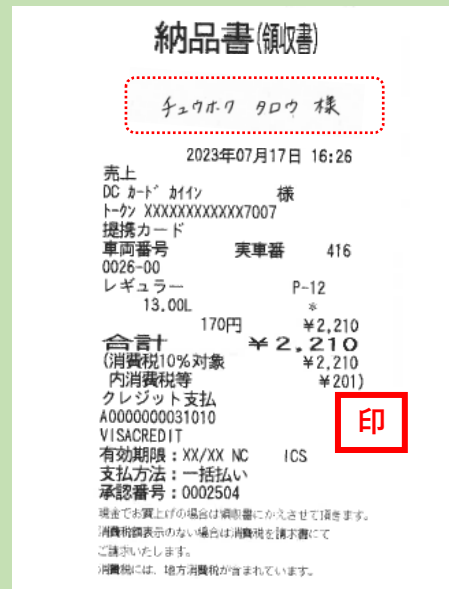 納品書(領収書)
チュウホク タロウ 様
2023年07月17日 16:26
売上
DC カード カイイン 様
トークン XXXXXXXXXXXX7007
提携カード
車両番号 実車番 416
0026-00
レギュラー P-12
13.00L *
170円 ¥2,210
合計 ¥2,210
(消費税10%対象 ¥2,210
内消費税等 ¥201)
クレジット支払
A0000000031010
VISACREDIT
有効期限:XX/XX NC ICS
支払方法:一括払い
承認番号:0002504
印
現金でお買上げの場合は領収書にかえさせて頂きます。
消費税額表示のない場合は消費税を請求書にて
ご請求いたします。
消費税には、地方消費税が含まれています。